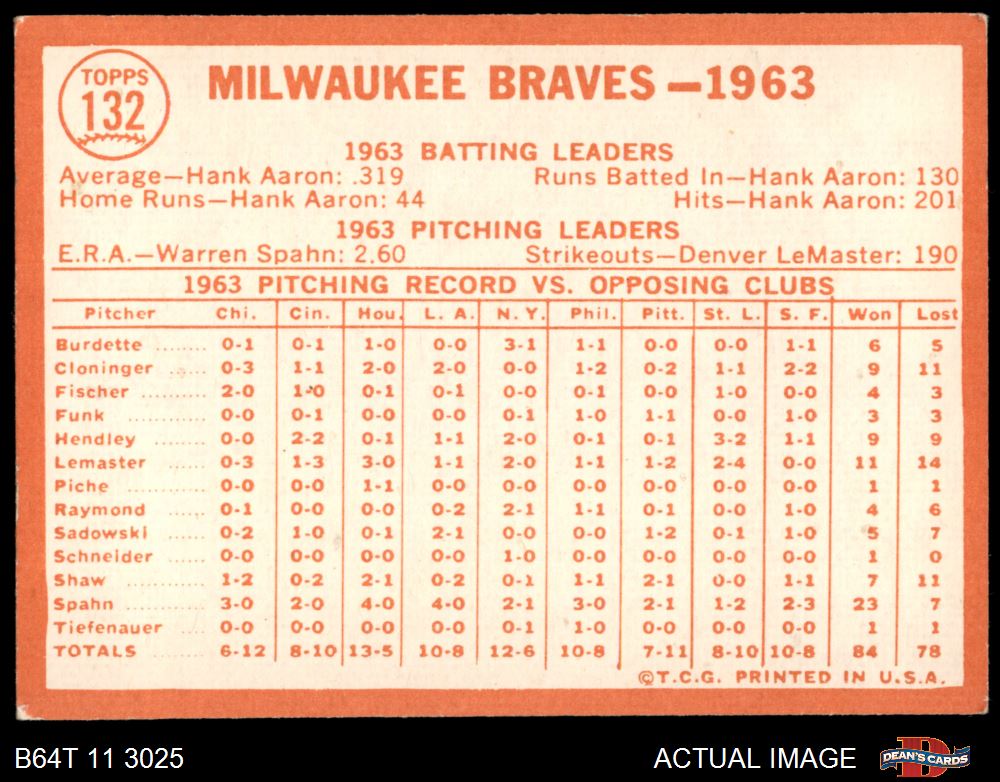 TOPPS
132
MILWAUKEE BRAVES—1963
1963 BATTING LEADERS
Average—Hank Aaron: .319 Runs Batted In—Hank Aaron: 130
Home Runs—Hank Aaron: 44 Hits—Hank Aaron: 201
1963 PITCHING LEADERS
E.R.A.—Warren Spahn: 2.60 Strikeouts—Denver LeMaster: 190
1963 PITCHING RECORD VS. OPPOSING CLUBS
Pitcher Chi. Cin. Hou. L. A. N. Y. Phil. Pitt. St. L. S. F. Won Lost
Burdette ........ 0-1 0-1 1-0 0-0 3-1 1-1 0-0 0-0 1-1 6 5
Cloninger ...... 0-3 1-1 2-0 2-0 0-0 1-2 0-2 1-1 2-2 9 11
Fischer .......... 2-0 1-0 0-1 0-1 0-0 0-1 0-0 1-0 0-0 4 3
Funk .............. 0-0 0-1 0-0 0-0 0-1 1-0 1-1 0-0 1-0 3 3
Hendley ........ 0-0 2-2 0-1 1-1 2-0 0-1 0-1 3-2 1-1 9 9
Lemaster ...... 0-3 1-3 3-0 1-1 2-0 1-1 1-2 2-4 0-0 11 14
Piche ............ 0-0 0-0 1-1 0-0 0-0 0-0 0-0 0-0 0-0 1 1
Raymond ...... 0-1 0-0 0-0 0-2 2-1 1-1 0-1 0-0 1-0 4 6
Sadowski ...... 0-2 1-0 0-1 2-1 0-0 0-0 1-2 0-1 1-0 5 7
Schneider ...... 0-0 0-0 0-0 0-0 1-0 0-0 0-0 0-0 0-0 1 0
Shaw ............ 1-2 0-2 2-1 0-2 0-1 1-1 2-1 0-0 1-1 7 11
Spahn ............ 3-0 2-0 4-0 4-0 2-1 3-0 2-1 1-2 2-3 23 7
Tiefenauer .... 0-0 0-0 0-0 0-0 0-1 1-0 0-0 0-0 0-0 1 1
TOTALS ........ 6-12 8-10 13-5 10-8 12-6 10-8 7-11 8-10 10-8 84 78
©T.C.G. PRINTED IN U.S.A.
B64T 11 3025 ACTUAL IMAGE DEAN'S CARDS